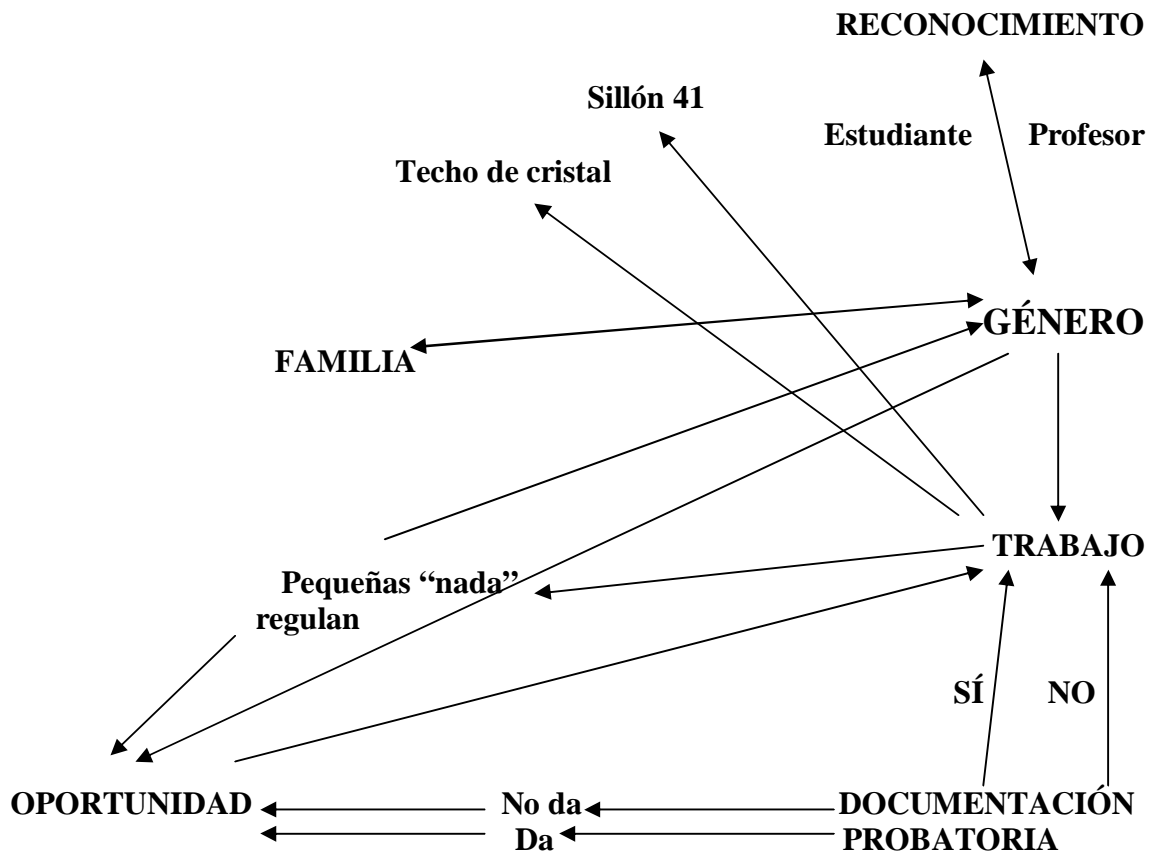 RECONOCIMIENTO
Sillón 41
Estudiante Profesor
Techo de cristal
GÉNERO
FAMILIA
TRABAJO
Pequeñas “nada”
regulan
SÍ NO
OPORTUNIDAD No da DOCUMENTACIÓN
Da PROBATORIA